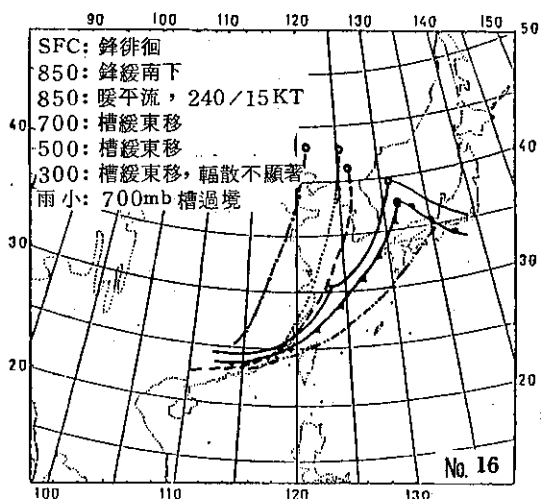 90 100 110 120 130 140 150
50
SFC: 鋒徘徊
850: 鋒緩南下
850: 暖平流，240/15KT
40
700: 槽緩東移
500: 槽緩東移
40
300: 槽緩東移，輻散不顯著
雨小: 700mb 槽過境
30
30
20
20
No. 16
100 110 120 130